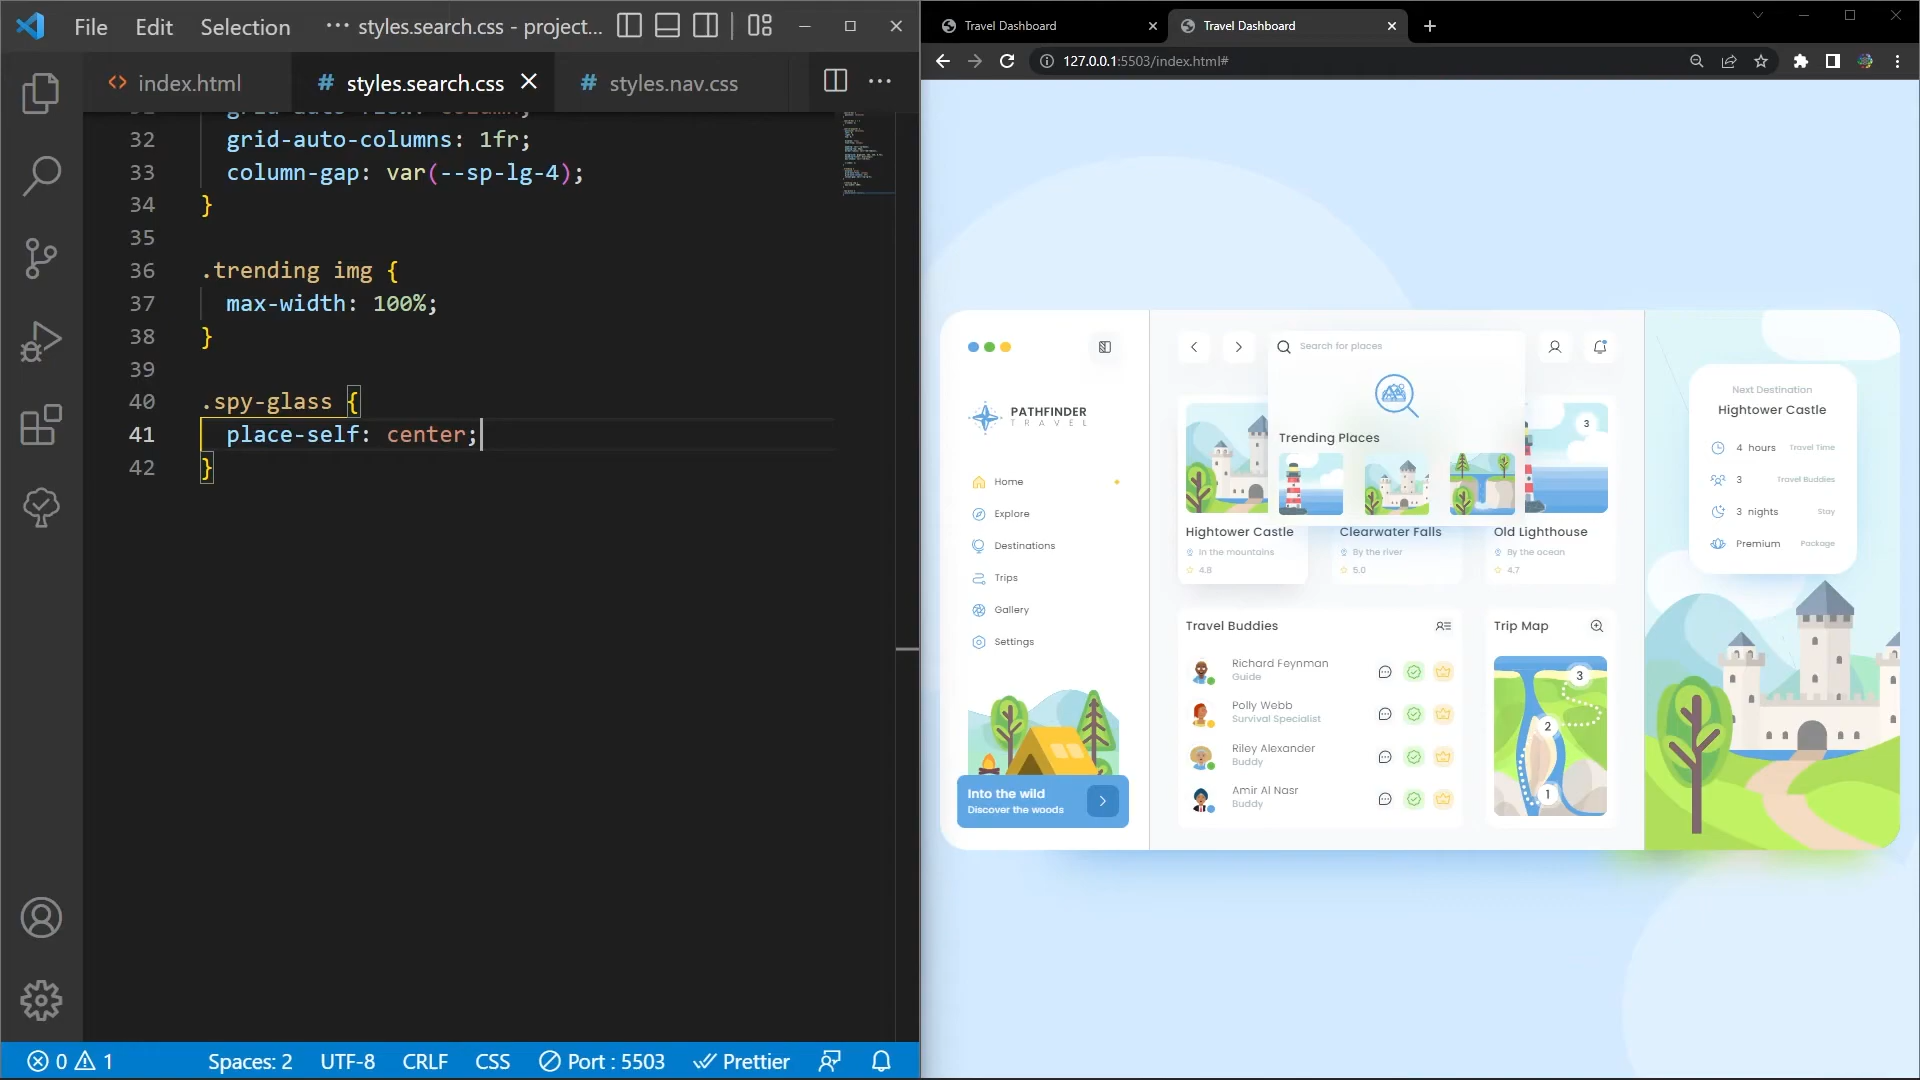 File Edit Selection ··· styles.search.css - project...
index.html
# styles.search.css
# styles.nav.css
32 grid-auto-columns: 1fr;
33 column-gap: var(--sp-lg-4);
34 }
35
36 .trending img {
37 max-width: 100%;
38 }
39
40 .spy-glass {
41 place-self: center;
42 }
0 1 Spaces: 2 UTF-8 CRLF CSS Port : 5503 Prettier
Travel Dashboard
Travel Dashboard
127.0.0.1:5503/index.html#
PATHFINDER
TRAVEL
Home
Explore
Destinations
Trips
Gallery
Settings
Into the wild
Discover the woods
Search for places
Trending Places
Hightower Castle
In the mountains
4.8
Clearwater Falls
By the river
5.0
3
Old Lighthouse
By the ocean
4.7
Travel Buddies
Richard Feynman
Guide
Polly Webb
Survival Specialist
Riley Alexander
Buddy
Amir Al Nasr
Buddy
Trip Map
3
2
1
Next Destination
Hightower Castle
4 hours Travel Time
3 Travel Buddies
3 nights Stay
Premium Package